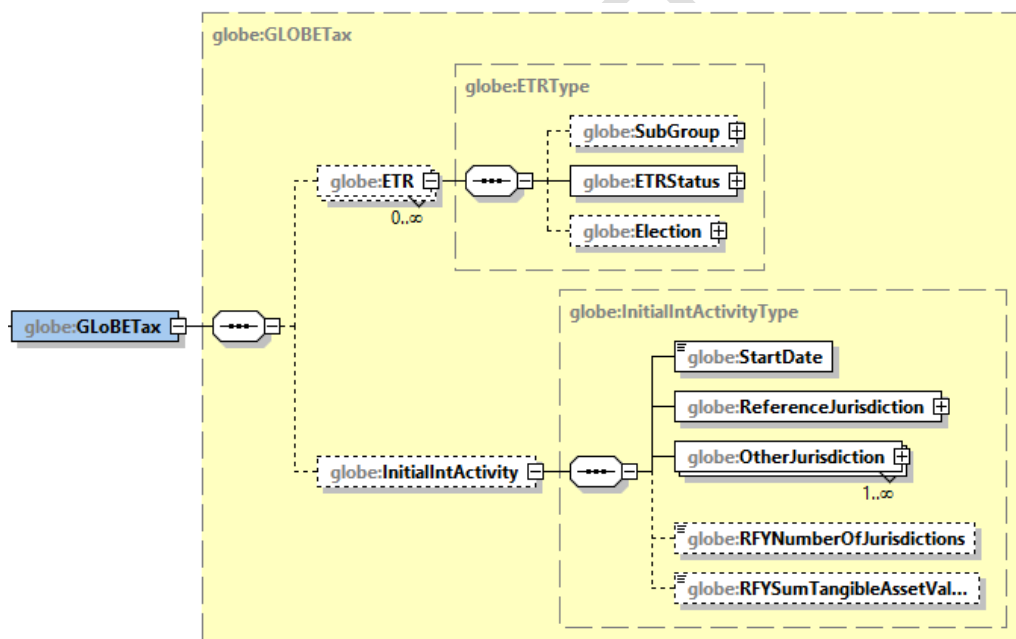 globe:GLOBETax
globe:ETRType
globe:SubGroup
globe:ETR
globe:ETRStatus
0..∞
globe:Election
globe:InitialIntActivityType
globe:GLoBETax
globe:StartDate
globe:ReferenceJurisdiction
globe:OtherJurisdiction
globe:InitialIntActivity
1..∞
globe:RFYNumberOfJurisdictions
globe:RFYSumTangibleAssetVal...